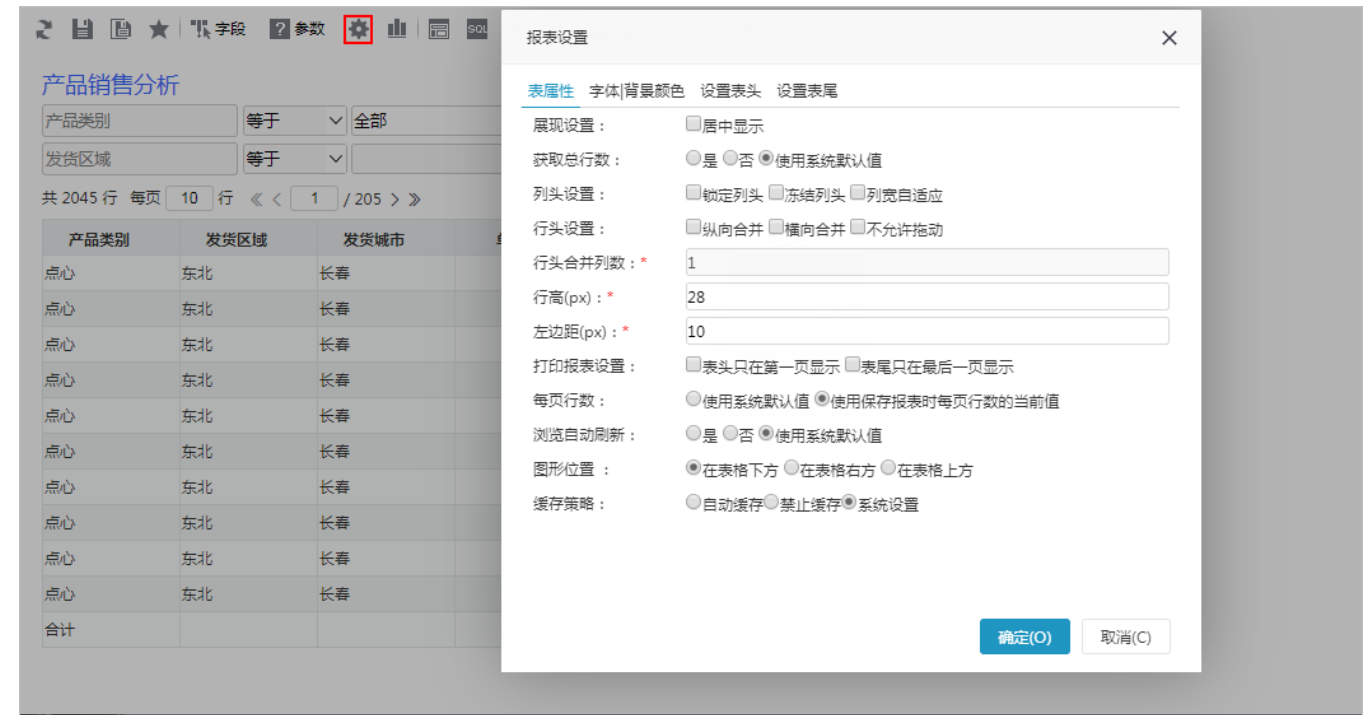 字段 ? 参数 SQL
产品销售分析
产品类别 等于 全部
发货区域 等于
共 2045 行 每页 10 行 《 < 1 / 205 > 》
产品类别 发货区域 发货城市
点心 东北 长春
点心 东北 长春
点心 东北 长春
点心 东北 长春
点心 东北 长春
点心 东北 长春
点心 东北 长春
点心 东北 长春
点心 东北 长春
点心 东北 长春
合计
报表设置
表属性 字体|背景颜色 设置表头 设置表尾
展现设置： 居中显示
获取总行数： 是 否 使用系统默认值
列头设置： 锁定列头 冻结列头 列宽自适应
行头设置： 纵向合并 横向合并 不允许拖动
行头合并列数：* 1
行高(px)：* 28
左边距(px)：* 10
打印报表设置： 表头只在第一页显示 表尾只在最后一页显示
每页行数： 使用系统默认值 使用保存报表时每页行数的当前值
浏览自动刷新： 是 否 使用系统默认值
图形位置 ： 在表格下方 在表格右方 在表格上方
缓存策略： 自动缓存 禁止缓存 系统设置
确定(O) 取消(C)